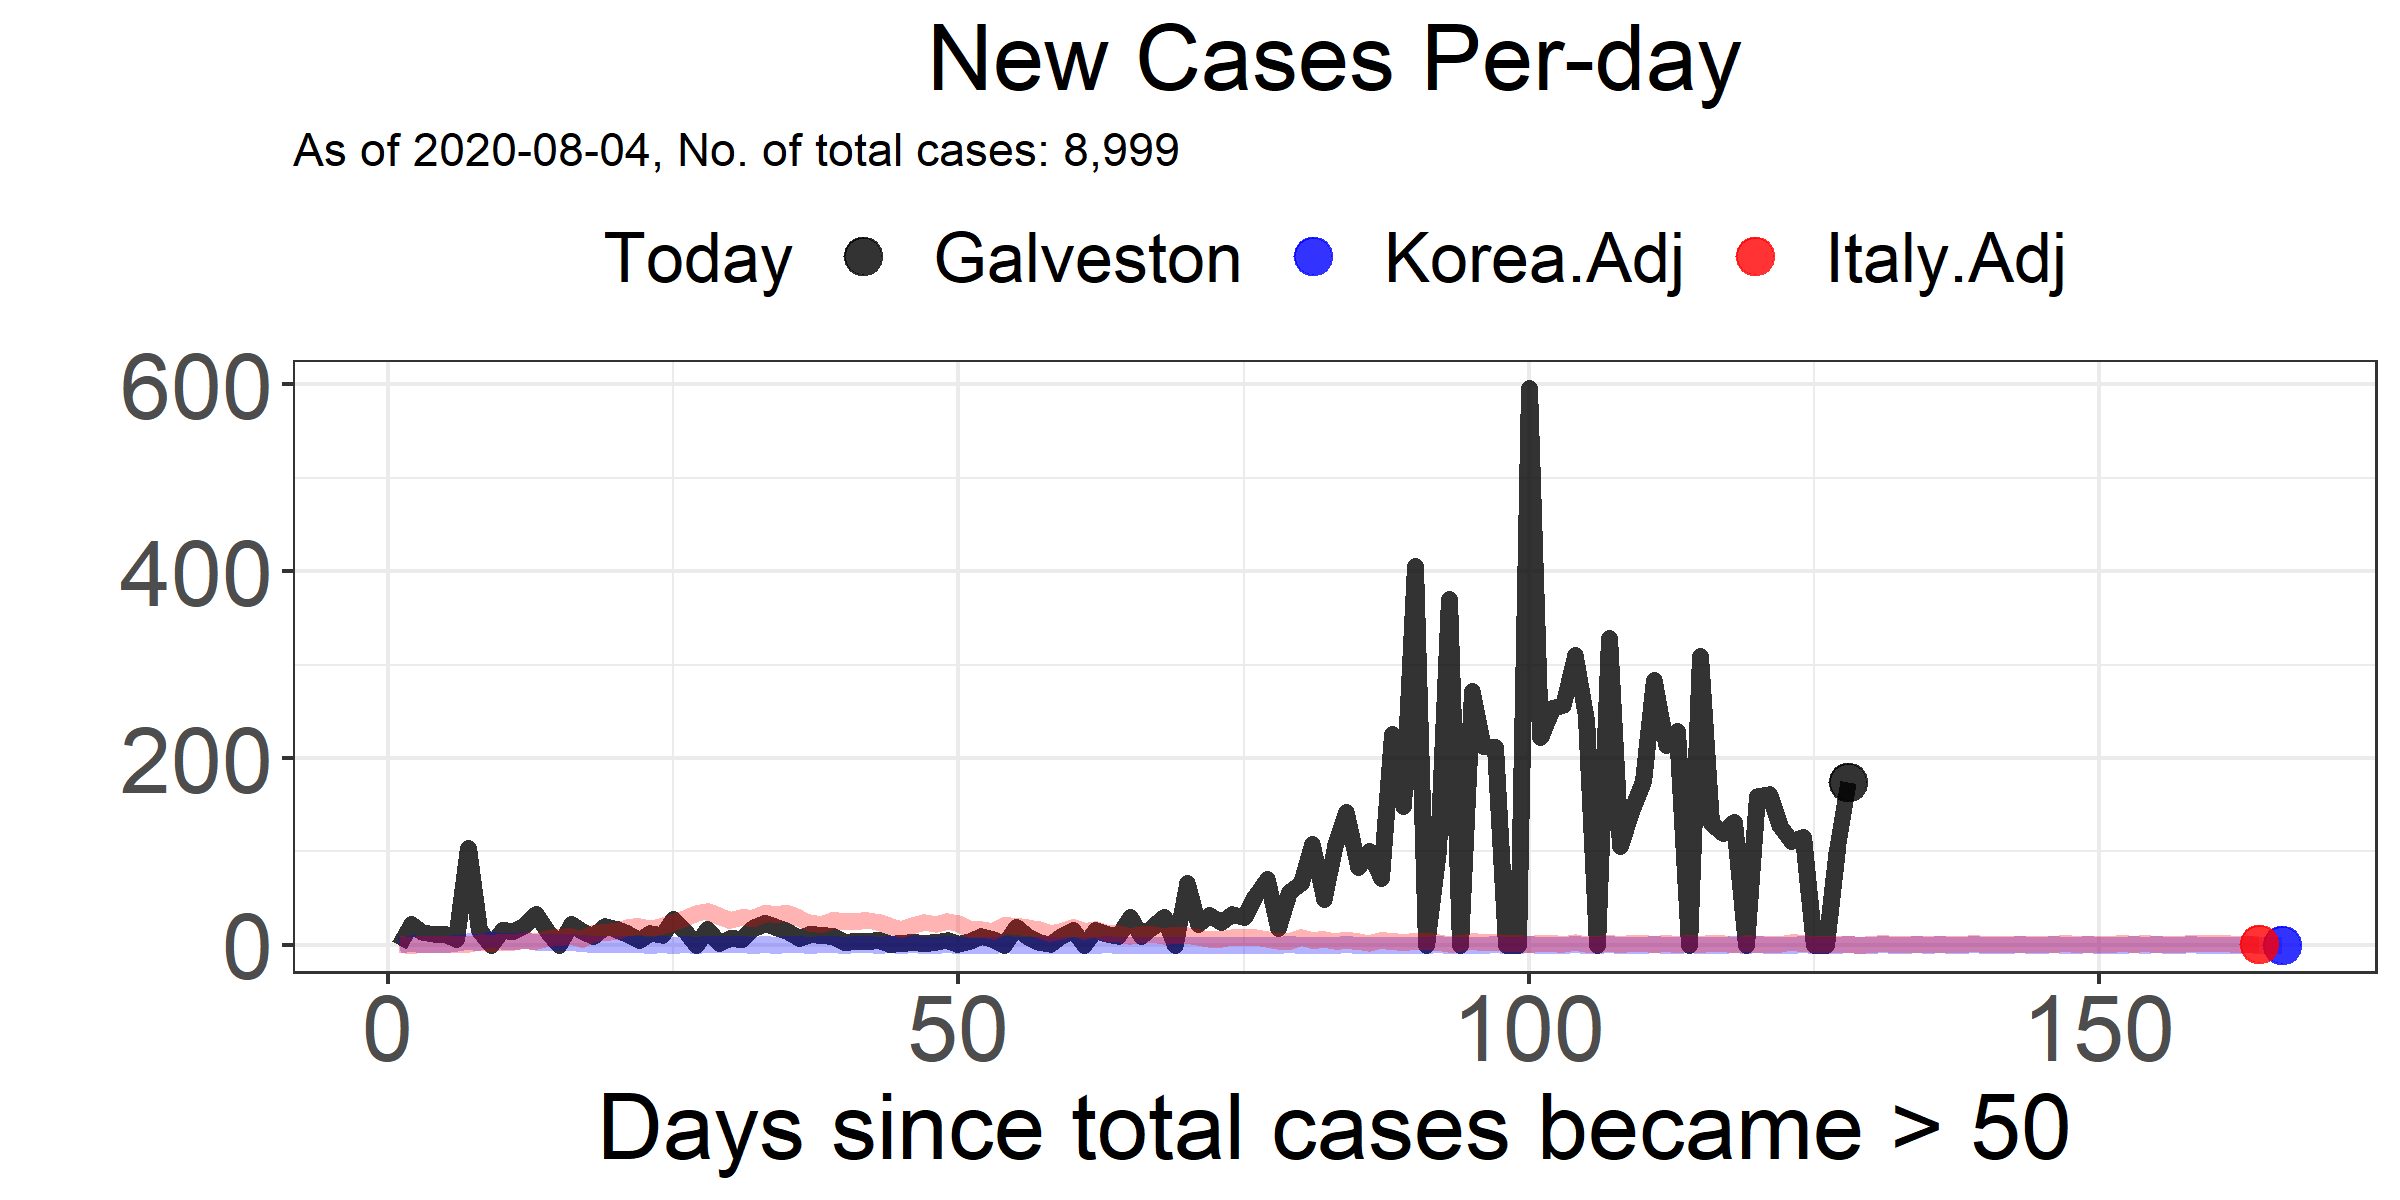 New Cases Per-day
As of 2020-08-04, No. of total cases: 8,999
Today Galveston Korea.Adj Italy.Adj
600
400
200
0
0 50 100 150
Days since total cases became > 50